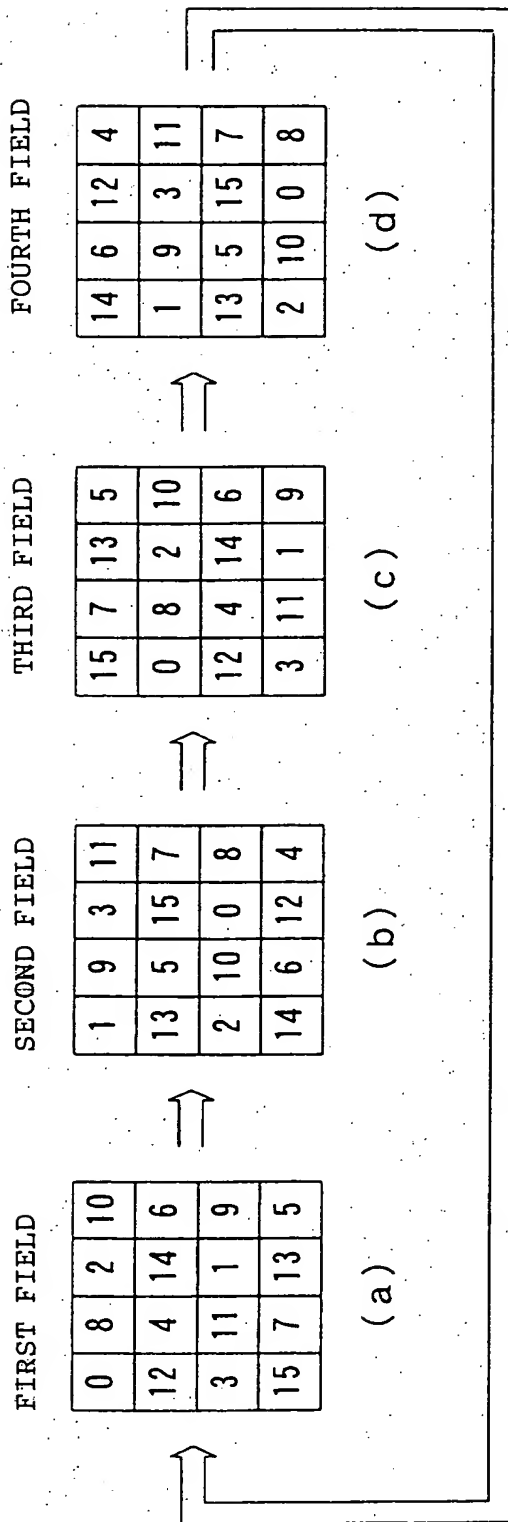 FIRST FIELD
0 8 2 10
12 4 14 6
3 11 1 9
15 7 13 5
(a)
SECOND FIELD
1 9 3 11
13 5 15 7
2 10 0 8
14 6 12 4
(b)
THIRD FIELD
15 7 13 5
0 8 2 10
12 4 14 6
3 11 1 9
(c)
FOURTH FIELD
14 6 12 4
1 9 3 11
13 5 15 7
2 10 0 8
(d)